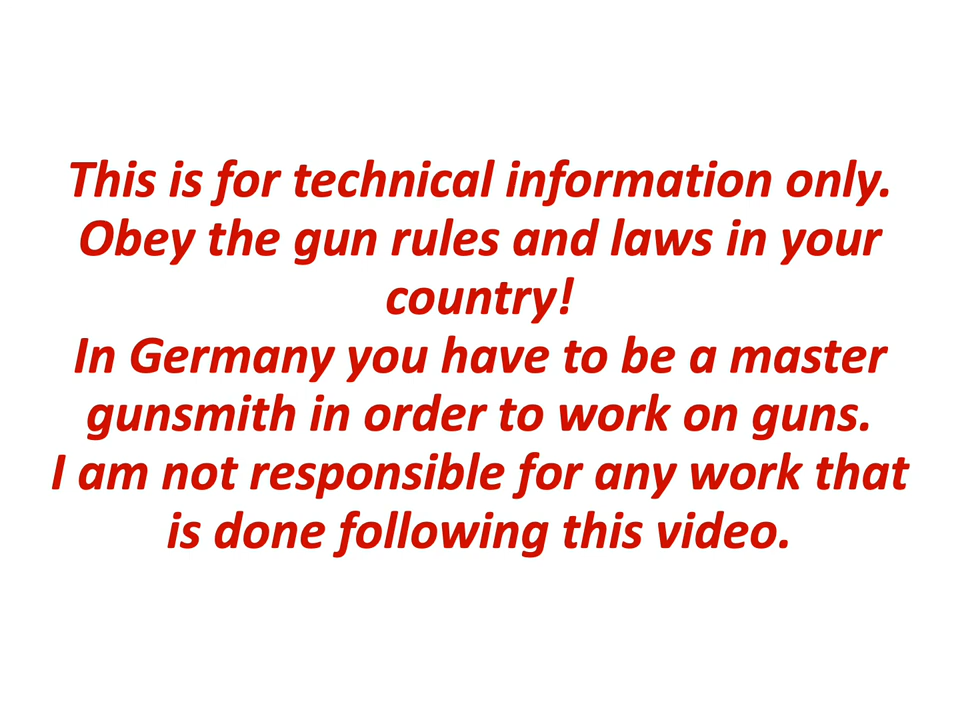 This is for technical information only.
Obey the gun rules and laws in your
country!
In Germany you have to be a master
gunsmith in order to work on guns.
I am not responsible for any work that
is done following this video.